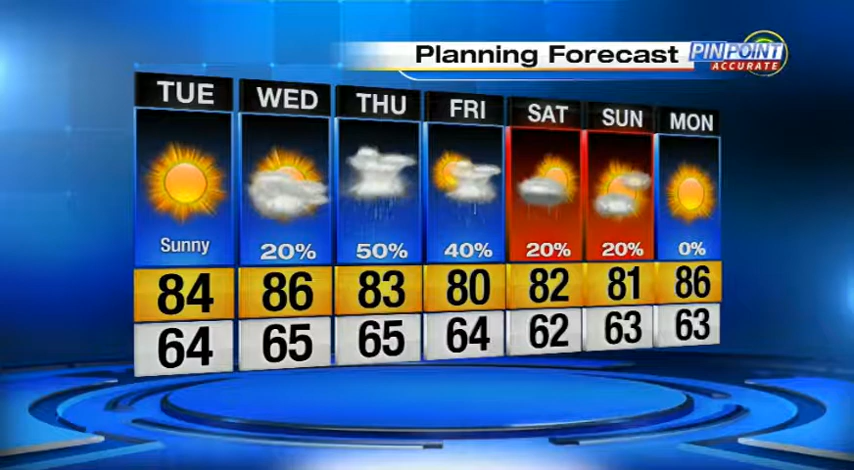 Planning Forecast PINPOINT
ACCURATE
TUE WED THU FRI SAT SUN MON
Sunny 20% 50% 40% 20% 20% 0%
84 86 83 80 82 81 86
64 65 65 64 62 63 63